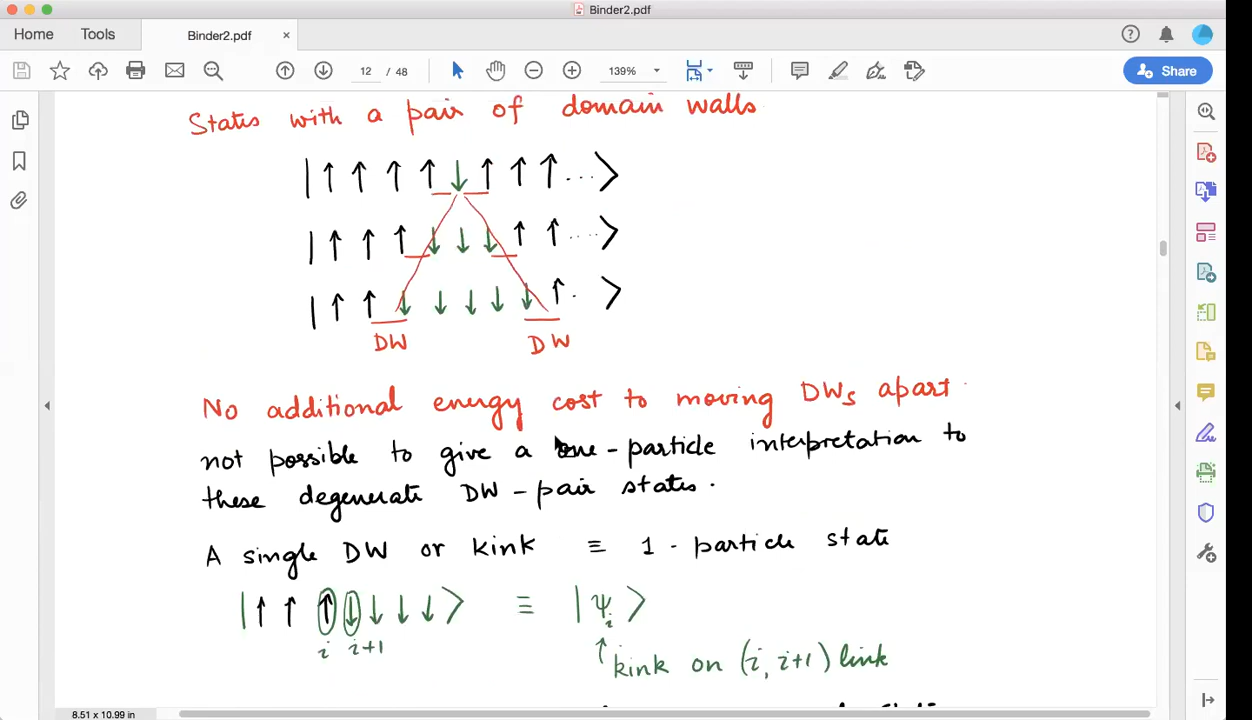 Binder2.pdf
Home Tools Binder2.pdf ×
12 / 48 139% Share
States with a pair of domain walls
|↑ ↑ ↑ ↑ ↓ ↑ ↑ ↑ ...⟩
|↑ ↑ ↑ ↓ ↓ ↓ ↑ ↑ ....⟩
|↑ ↑ ↓ ↓ ↓ ↓ ↓ ↑ . ⟩
DW DW
No additional energy cost to moving DWs apart
not possible to give a one-particle interpretation to
these degenerate DW-pair states.
A single DW or kink ≡ 1-particle state
|↑ ↑ ↑ ↓ ↓ ↓ ↓⟩ ≡ |ψi⟩
i i+1
↑ kink on (i, i+1) link
8.51 x 10.99 in